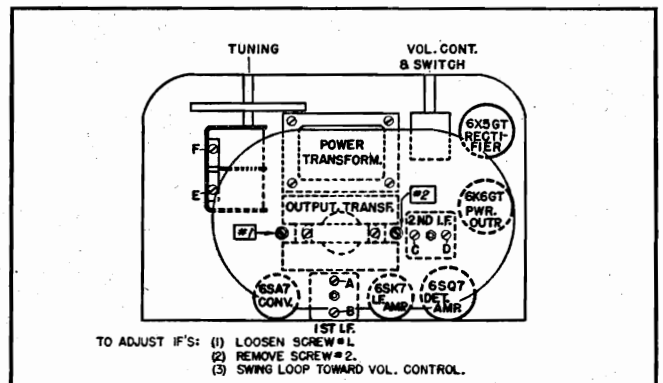 TUNING
VOL. CONT.
& SWITCH
6X5GT
RECTI-
FIER
F
POWER
TRANSFORM.
E
#2
6K6GT
PWR.
OUTP.
OUTPUT TRANSF.
2ND I.F.
#1
C
D
6SA7
CONV.
A
B
6SK7
I.F.
AMP.
6SQ7
DET.
AMP.
1ST I.F.
TO ADJUST IF'S: (1) LOOSEN SCREW #1.
(2) REMOVE SCREW #2.
(3) SWING LOOP TOWARD VOL. CONTROL.